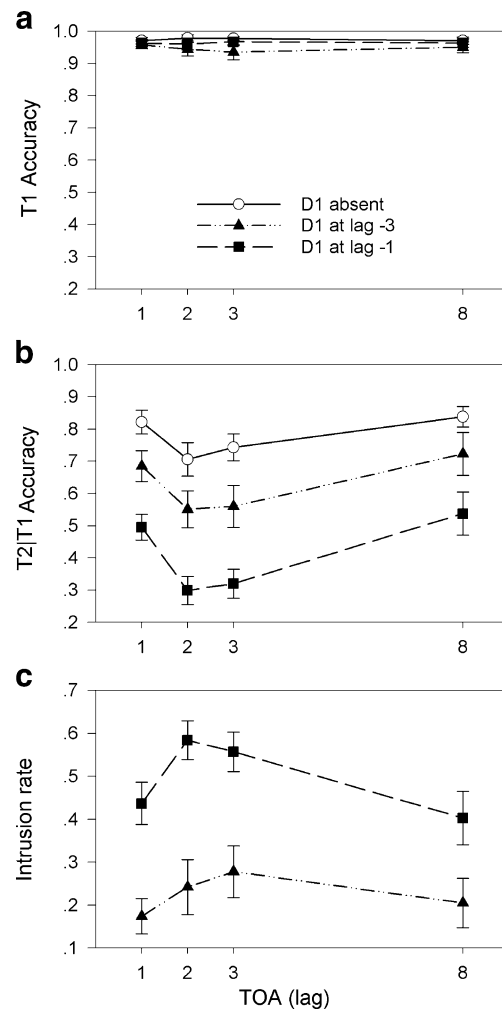 a
1.0
.9
.8
.7
.6
.5
.4
.3
.2
T1 Accuracy
D1 absent
D1 at lag -3
D1 at lag -1
1 2 3 8
b
1.0
.9
.8
.7
.6
.5
.4
.3
.2
T2|T1 Accuracy
1 2 3 8
c
.7
.6
.5
.4
.3
.2
.1
Intrusion rate
1 2 3 8
TOA (lag)